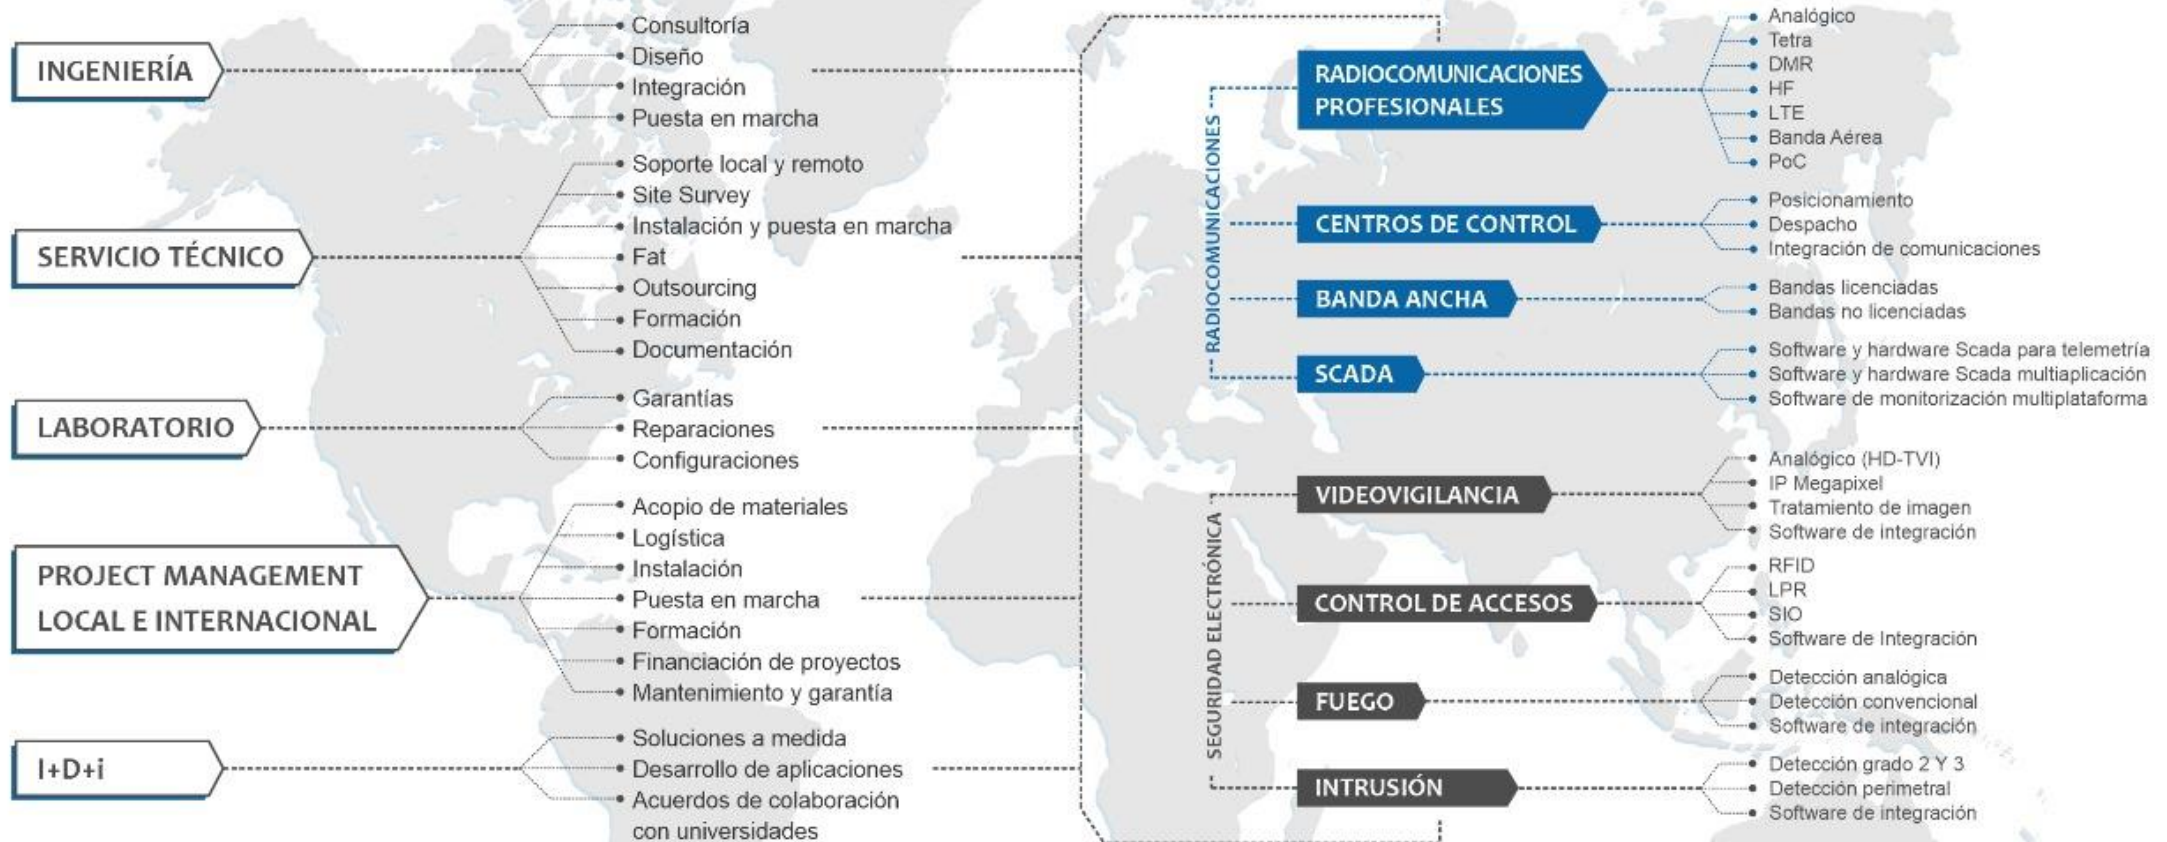 INGENIERÍA
Consultoría
Diseño
Integración
Puesta en marcha
SERVICIO TÉCNICO
Soporte local y remoto
Site Survey
Instalación y puesta en marcha
Fat
Outsourcing
Formación
Documentación
LABORATORIO
Garantías
Reparaciones
Configuraciones
PROJECT MANAGEMENT
LOCAL E INTERNACIONAL
Acopio de materiales
Logística
Instalación
Puesta en marcha
Formación
Financiación de proyectos
Mantenimiento y garantía
I+D+i
Soluciones a medida
Desarrollo de aplicaciones
Acuerdos de colaboración
con universidades
RADIOCOMUNICACIONES
RADIOCOMUNICACIONES
PROFESIONALES
Analógico
Tetra
DMR
HF
LTE
Banda Aérea
PoC
CENTROS DE CONTROL
Posicionamiento
Despacho
Integración de comunicaciones
BANDA ANCHA
Bandas licenciadas
Bandas no licenciadas
SCADA
Software y hardware Scada para telemetría
Software y hardware Scada multiaplicación
Software de monitorización multiplataforma
SEGURIDAD ELECTRÓNICA
VIDEOVIGILANCIA
Analógico (HD-TVI)
IP Megapixel
Tratamiento de imagen
Software de integración
CONTROL DE ACCESOS
RFID
LPR
SIO
Software de Integración
FUEGO
Detección analógica
Detección convencional
Software de integración
INTRUSIÓN
Detección grado 2 Y 3
Detección perimetral
Software de integración